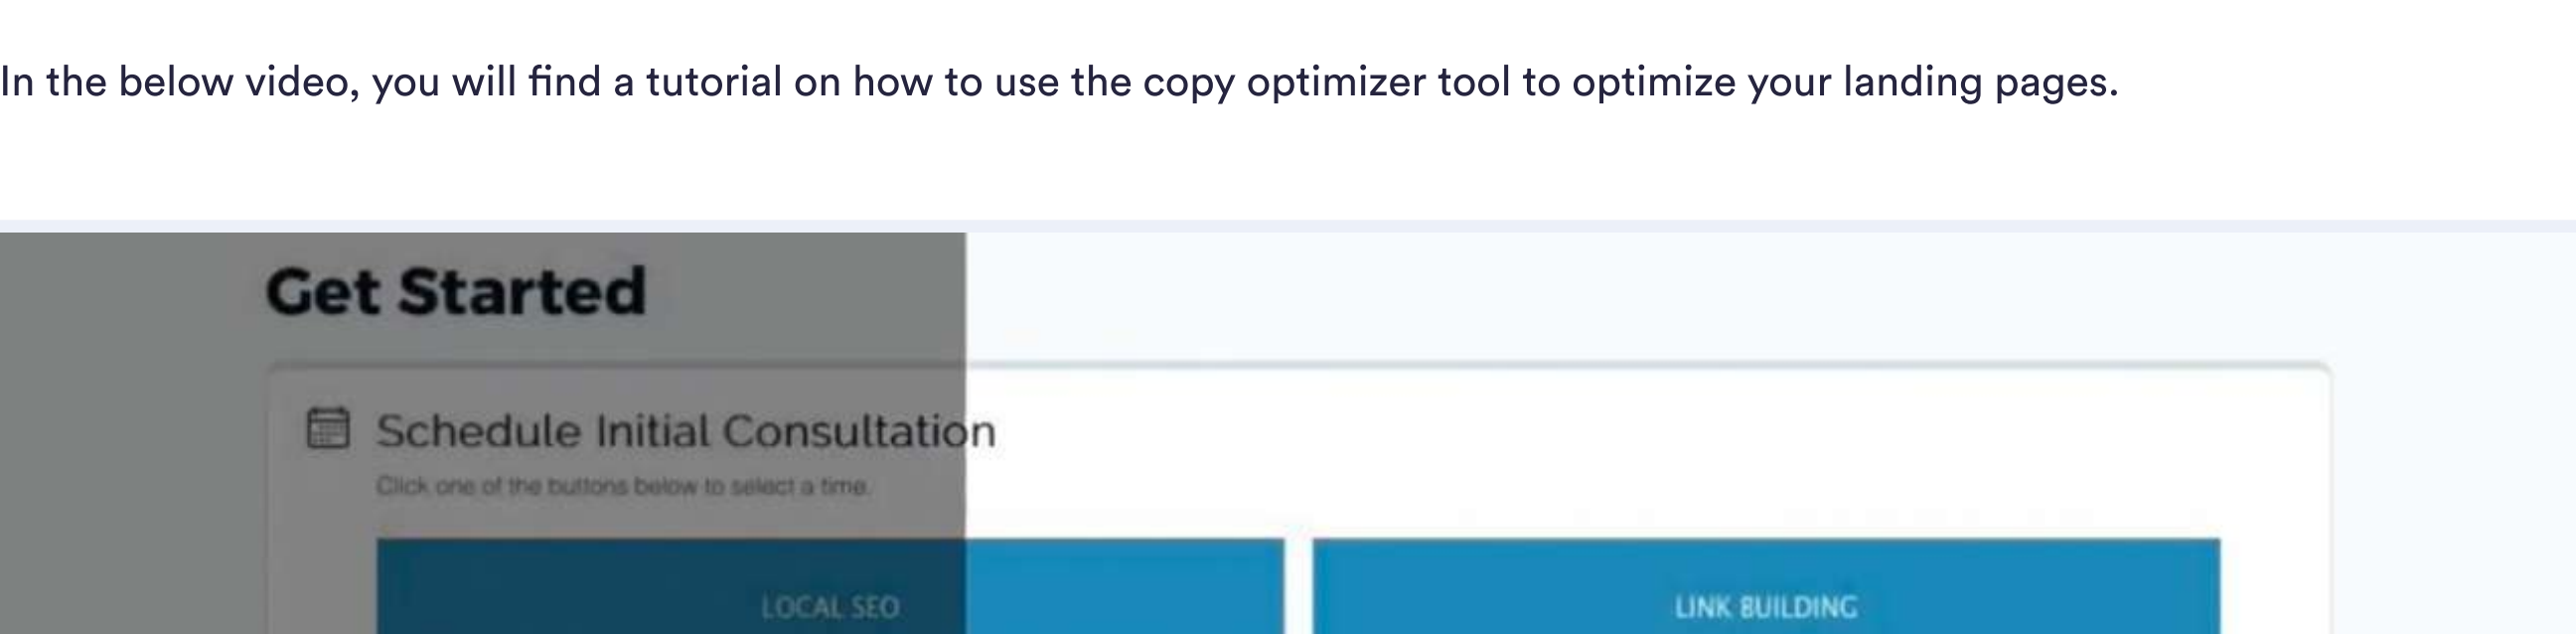 In the below video, you will find a tutorial on how to use the copy optimizer tool to optimize your landing pages.
Get Started
Schedule Initial Consultation
Click one of the buttons below to select a time.
LOCAL SEO
LINK BUILDING